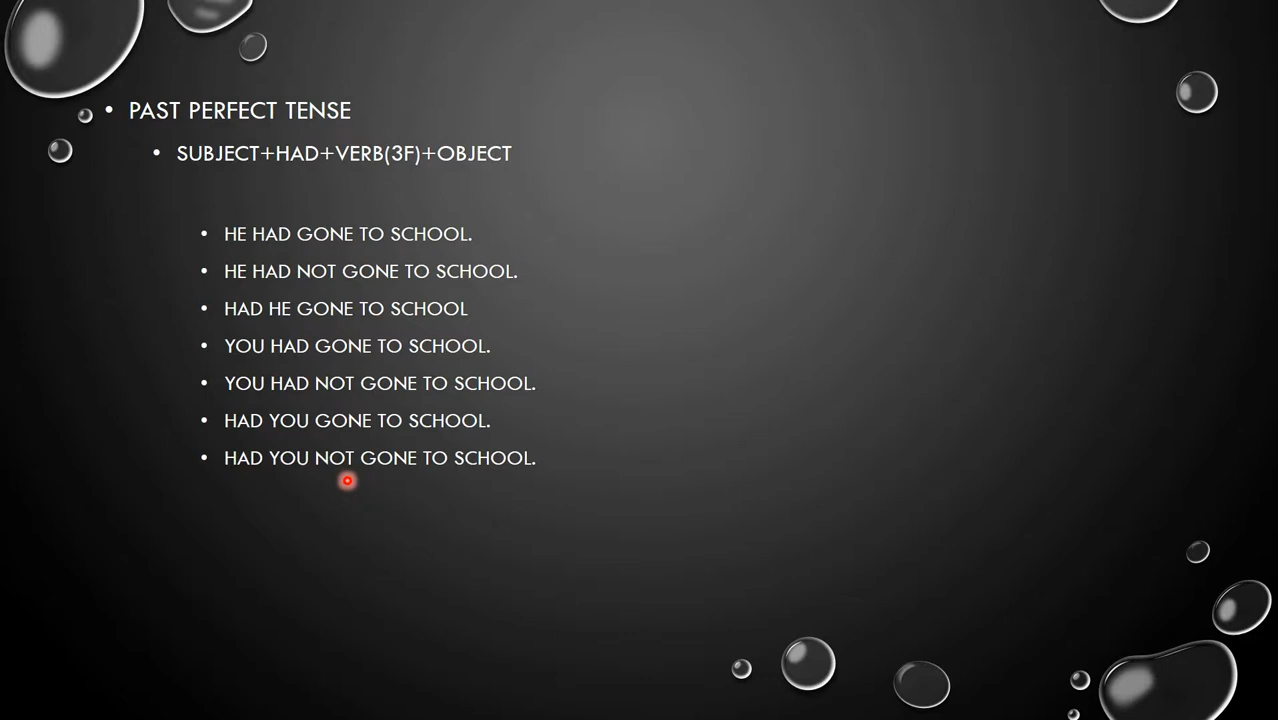 • PAST PERFECT TENSE
• SUBJECT+HAD+VERB(3F)+OBJECT
• HE HAD GONE TO SCHOOL.
• HE HAD NOT GONE TO SCHOOL.
• HAD HE GONE TO SCHOOL
• YOU HAD GONE TO SCHOOL.
• YOU HAD NOT GONE TO SCHOOL.
• HAD YOU GONE TO SCHOOL.
• HAD YOU NOT GONE TO SCHOOL.